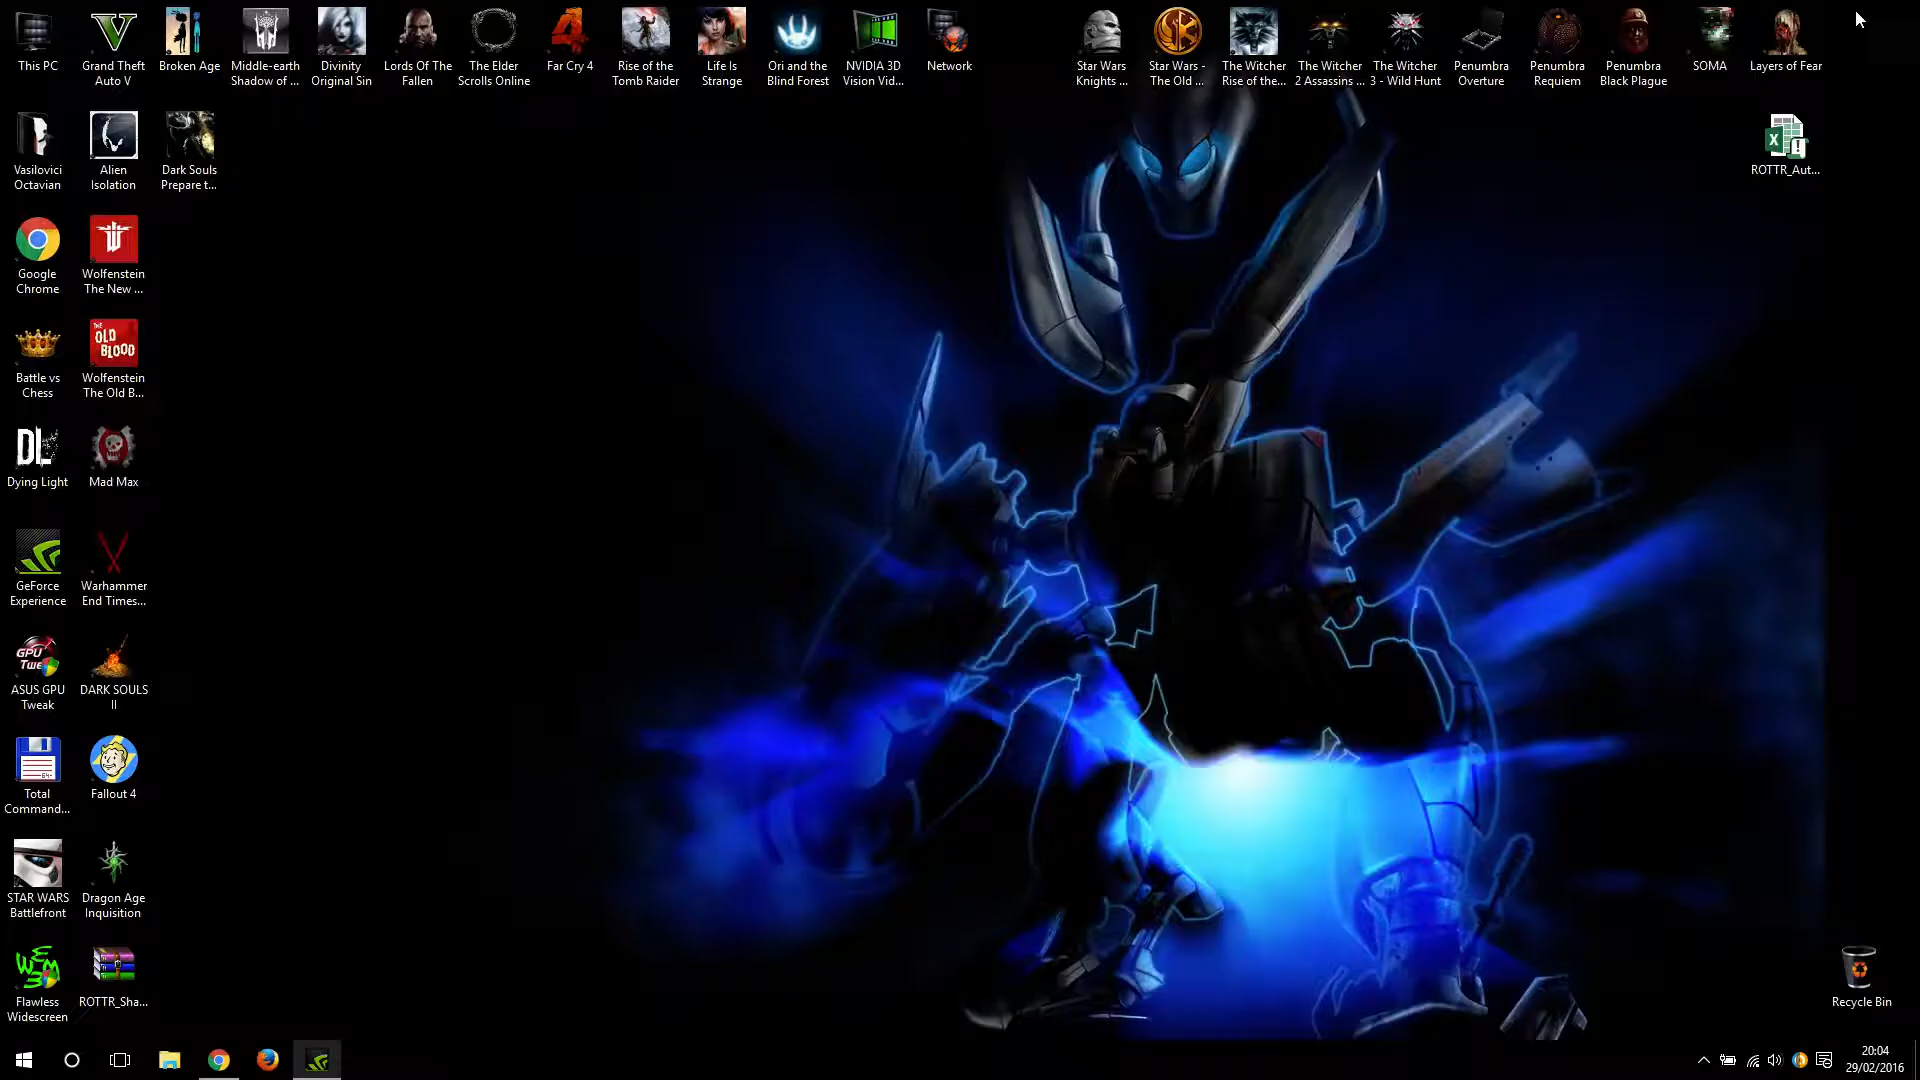 This PC
Grand Theft
Auto V
Broken Age
Middle-earth
Shadow of ...
Divinity
Original Sin
Lords Of The
Fallen
The Elder
Scrolls Online
Far Cry 4
Rise of the
Tomb Raider
Life Is
Strange
Ori and the
Blind Forest
NVIDIA 3D
Vision Vid...
Network
Star Wars
Knights ...
Star Wars -
The Old ...
The Witcher
Rise of the...
The Witcher
2 Assassins ...
The Witcher
3 - Wild Hunt
Penumbra
Overture
Penumbra
Requiem
Penumbra
Black Plague
SOMA
Layers of Fear
Vasilovici
Octavian
Alien
Isolation
Dark Souls
Prepare t...
X
ROTTR_Aut...
Google
Chrome
Wolfenstein
The New ...
Battle vs
Chess
THE
OLD
BLOOD
Wolfenstein
The Old B...
DL
Dying Light
Mad Max
GeForce
Experience
Warhammer
End Times...
GPU
Twe
ASUS GPU
Tweak
DARK SOULS
II
Total
Command...
Fallout 4
STAR WARS
Battlefront
Dragon Age
Inquisition
Flawless
Widescreen
ROTTR_Sha...
Recycle Bin
20:04
29/02/2016